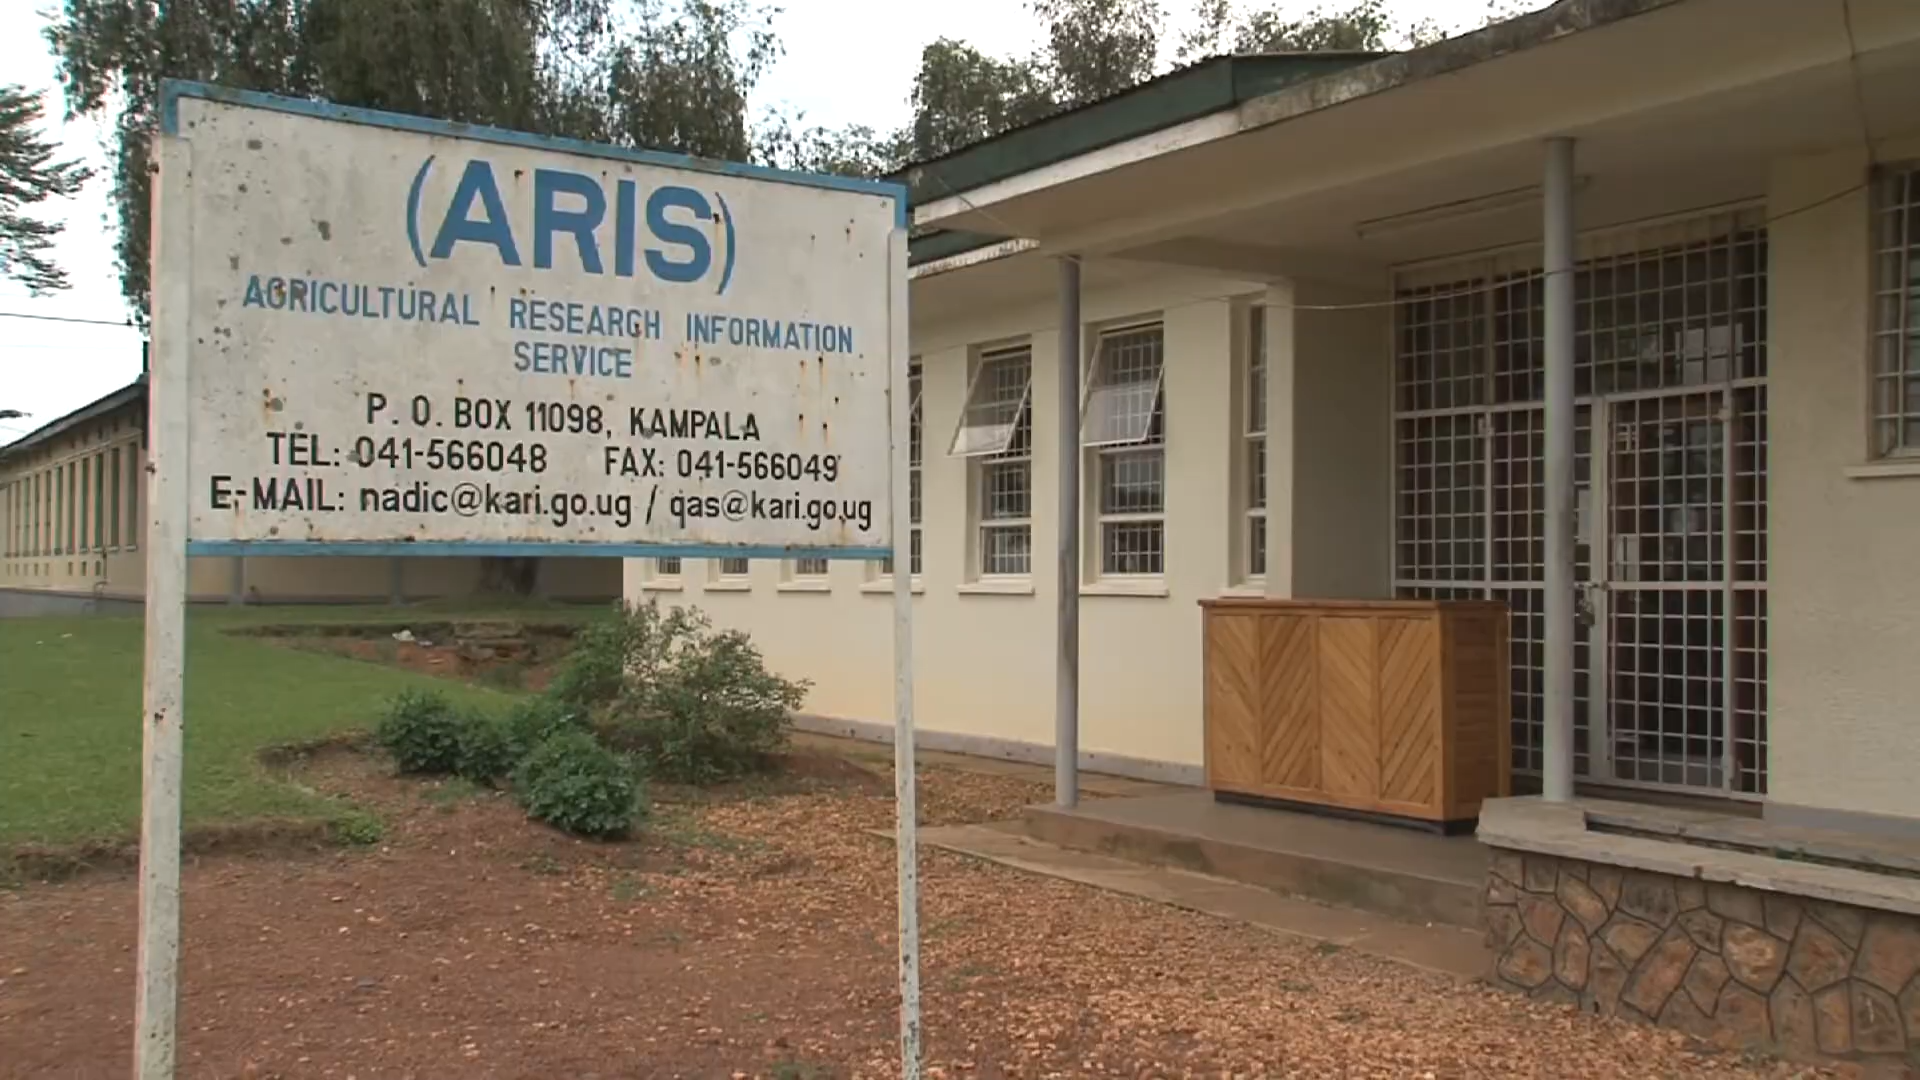 (ARIS)
AGRICULTURAL RESEARCH INFORMATION
SERVICE
P. O. BOX 11098, KAMPALA
TEL: 041-566048 FAX: 041-566049
E-MAIL: nadic@kari.go.ug / qas@kari.go.ug